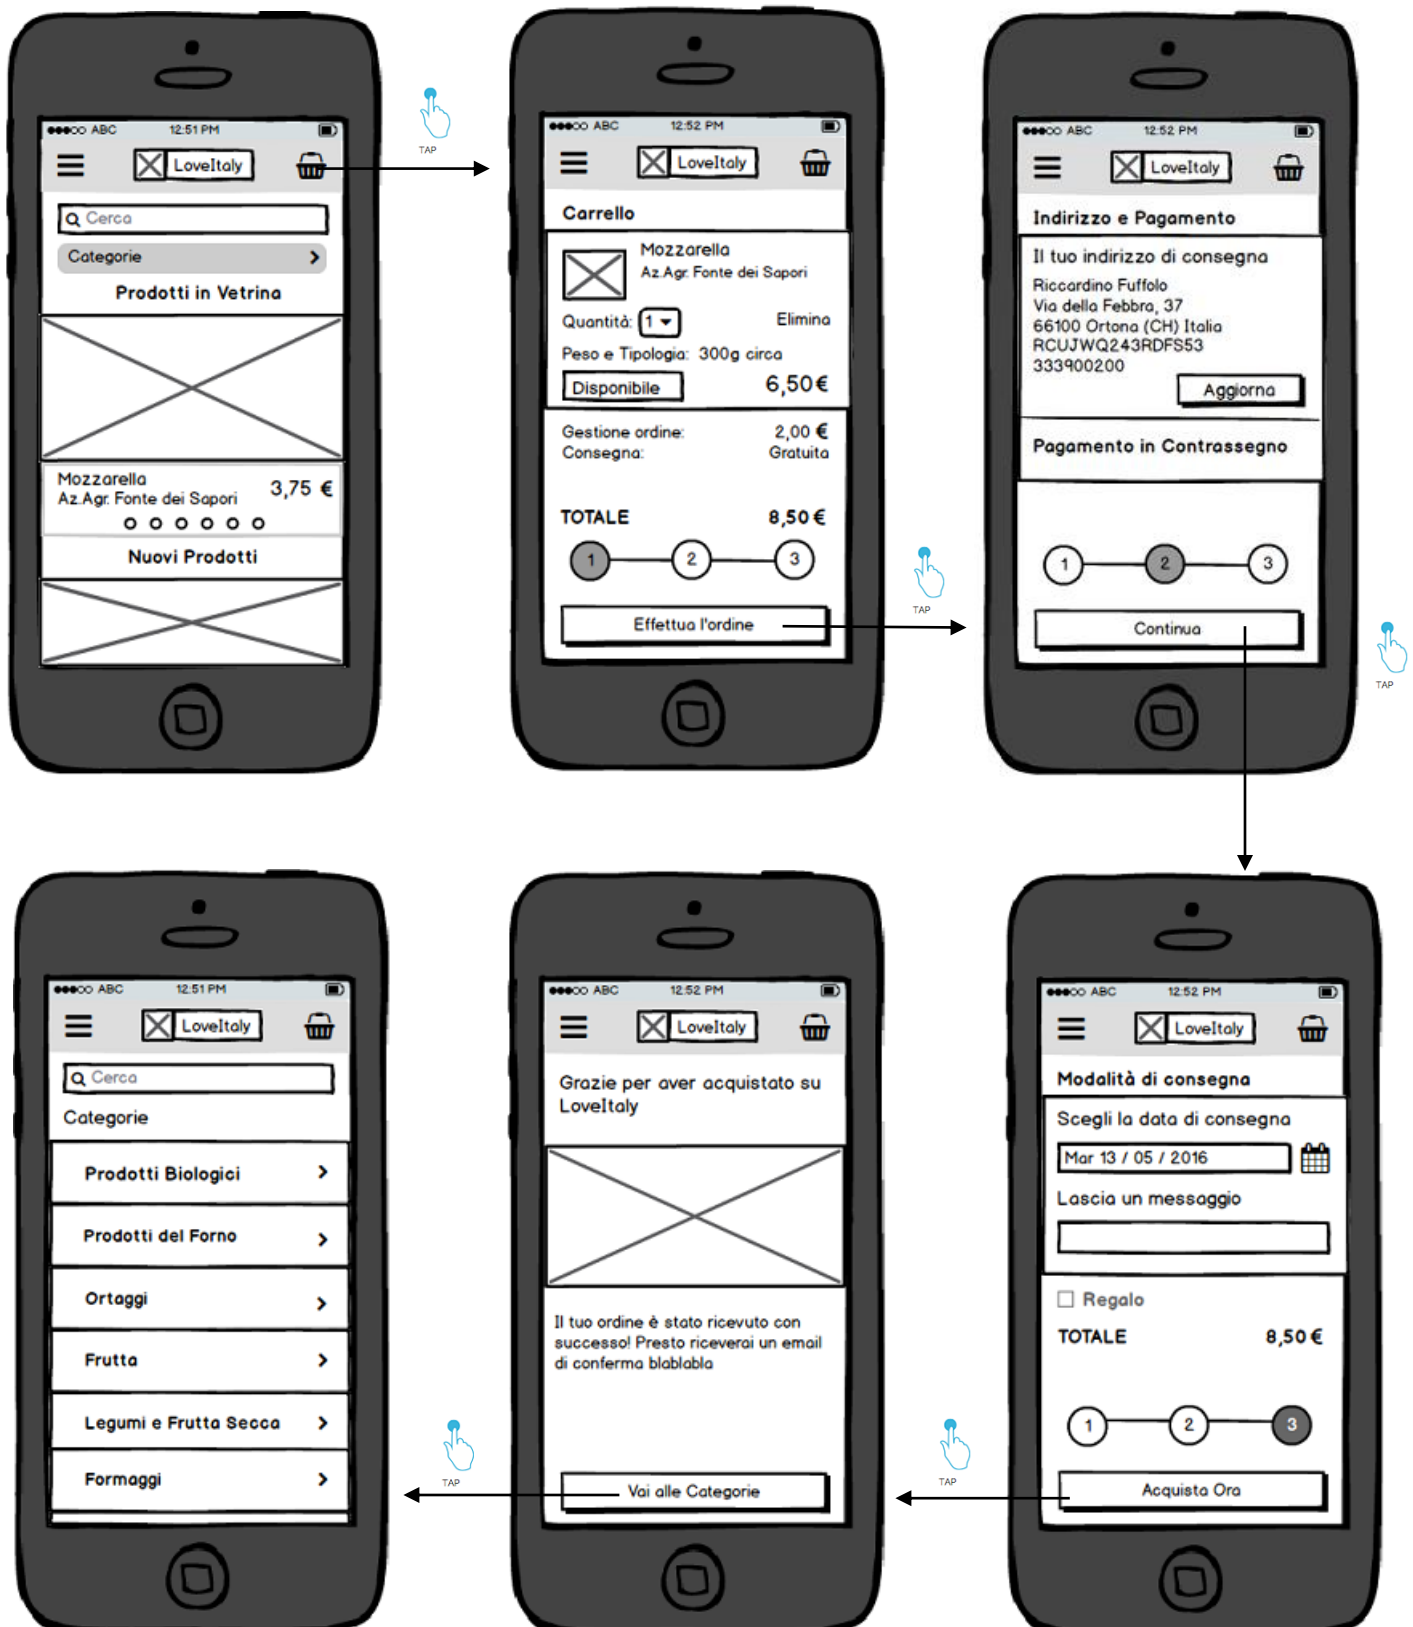 ABC 12:51 PM
LoveItaly
Cerca
Categorie
Prodotti in Vetrina
Mozzarella
Az.Agr. Fonte dei Sapori 3,75 €
Nuovi Prodotti
TAP
ABC 12:52 PM
LoveItaly
Carrello
Mozzarella
Az.Agr. Fonte dei Sapori
Quantità: 1 Elimina
Peso e Tipologia: 300g circa
Disponibile 6,50 €
Gestione ordine: 2,00 €
Consegna: Gratuita
TOTALE 8,50 €
1 2 3
Effettua l'ordine
TAP
ABC 12:52 PM
LoveItaly
Indirizzo e Pagamento
Il tuo indirizzo di consegna
Riccardino Fuffolo
Via della Febbra, 37
66100 Ortona (CH) Italia
RCUJWQ243RDFS53
333900200
Aggiorna
Pagamento in Contrassegno
1 2 3
Continua
TAP
ABC 12:51 PM
LoveItaly
Cerca
Categorie
Prodotti Biologici
Prodotti del Forno
Ortaggi
Frutta
Legumi e Frutta Secca
Formaggi
TAP
ABC 12:52 PM
LoveItaly
Grazie per aver acquistato su
LoveItaly
Il tuo ordine è stato ricevuto con
successo! Presto riceverai un email
di conferma blablabla
Vai alle Categorie
TAP
ABC 12:52 PM
LoveItaly
Modalità di consegna
Scegli la data di consegna
Mar 13 / 05 / 2016
Lascia un messaggio
Regalo
TOTALE 8,50 €
1 2 3
Acquista Ora